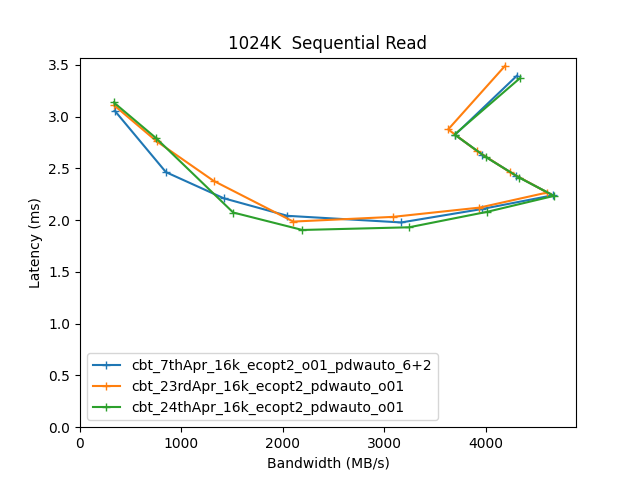 1024K  Sequential Read
3.5
3.0
2.5
2.0
1.5
1.0
0.5
0.0
Latency (ms)
cbt_7thApr_16k_ecopt2_o01_pdwauto_6+2
cbt_23rdApr_16k_ecopt2_pdwauto_o01
cbt_24thApr_16k_ecopt2_pdwauto_o01
0 1000 2000 3000 4000
Bandwidth (MB/s)